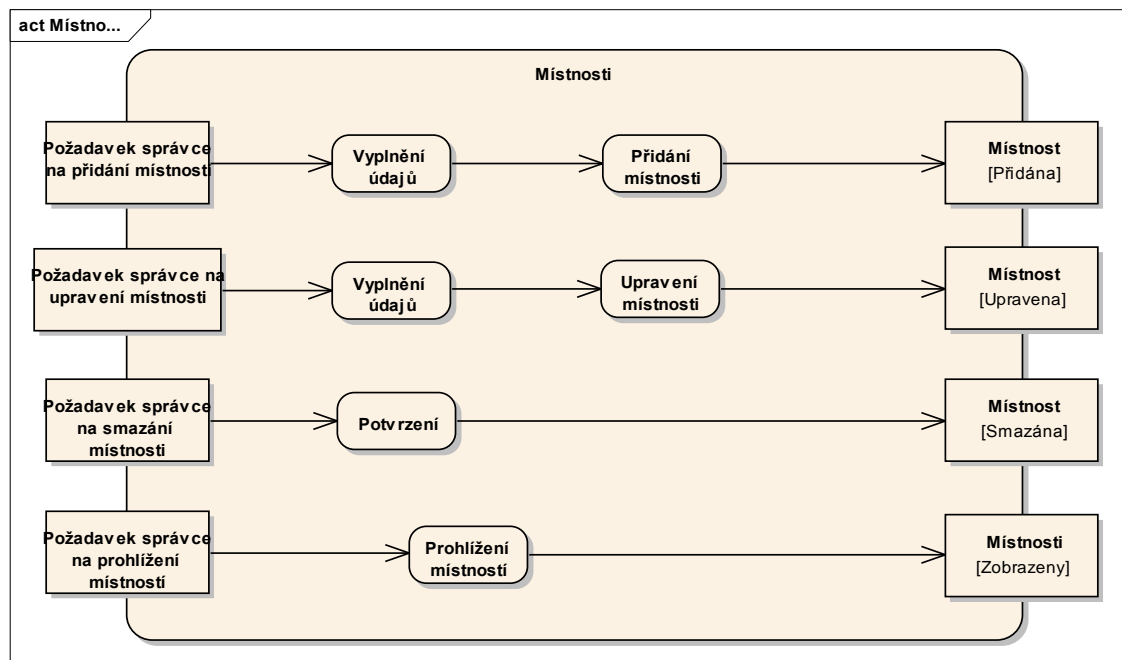 act Místno...
Místnosti
Požadavek správce
na přidání místností
Vyplnění
údajů
Přidání
místnosti
Místnost
[Přidána]
Požadavek správce na
upravení místnosti
Vyplnění
údajů
Upravení
místnosti
Místnost
[Upravena]
Požadavek správce
na smazání
místnosti
Potvrzení
Místnost
[Smazána]
Požadavek správce
na prohlížení
místností
Prohlížení
místností
Místnosti
[Zobrazeny]